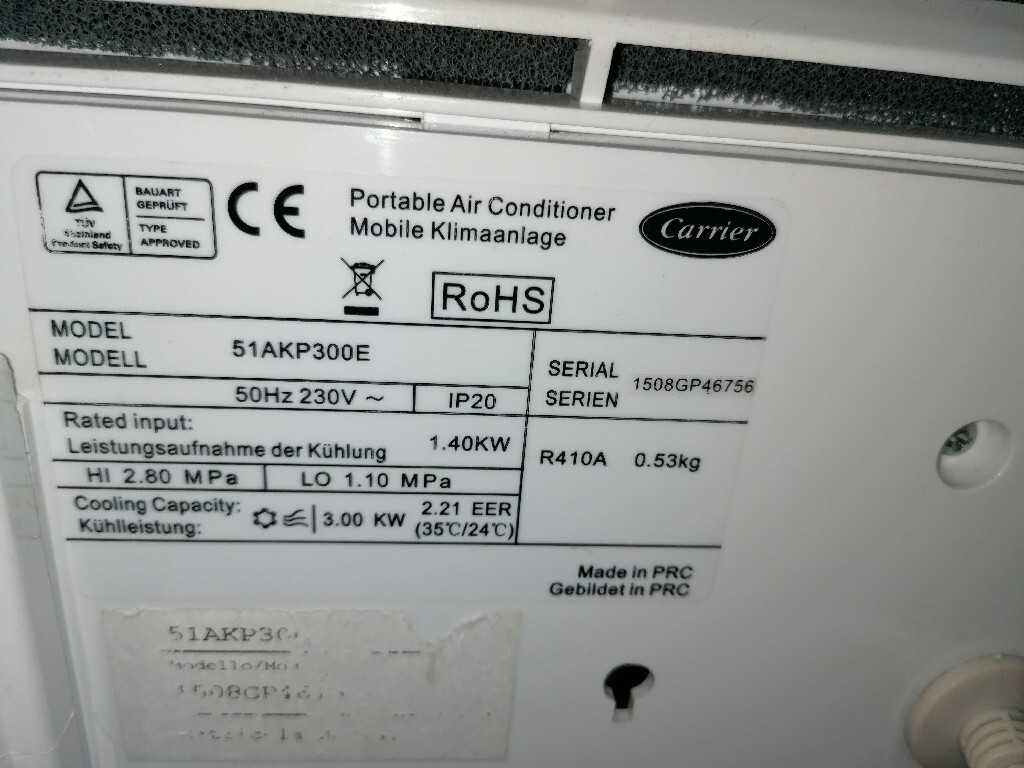 TÜV
Rheinland
Product Safety
BAUART
GEPRÜFT
TYPE
APPROVED
CE
Portable Air Conditioner
Mobile Klimaanlage
Carrier
RoHS
MODEL
MODELL
51AKP300E
SERIAL
SERIEN
1508GP46756
50Hz 230V ~
IP20
Rated input:
Leistungsaufnahme der Kühlung
1.40KW
R410A 0.53kg
HI 2.80 MPa
LO 1.10 MPa
Cooling Capacity:
Kühlleistung:
3.00 KW
2.21 EER
(35℃/24℃)
Made in PRC
Gebildet in PRC
51AKP30